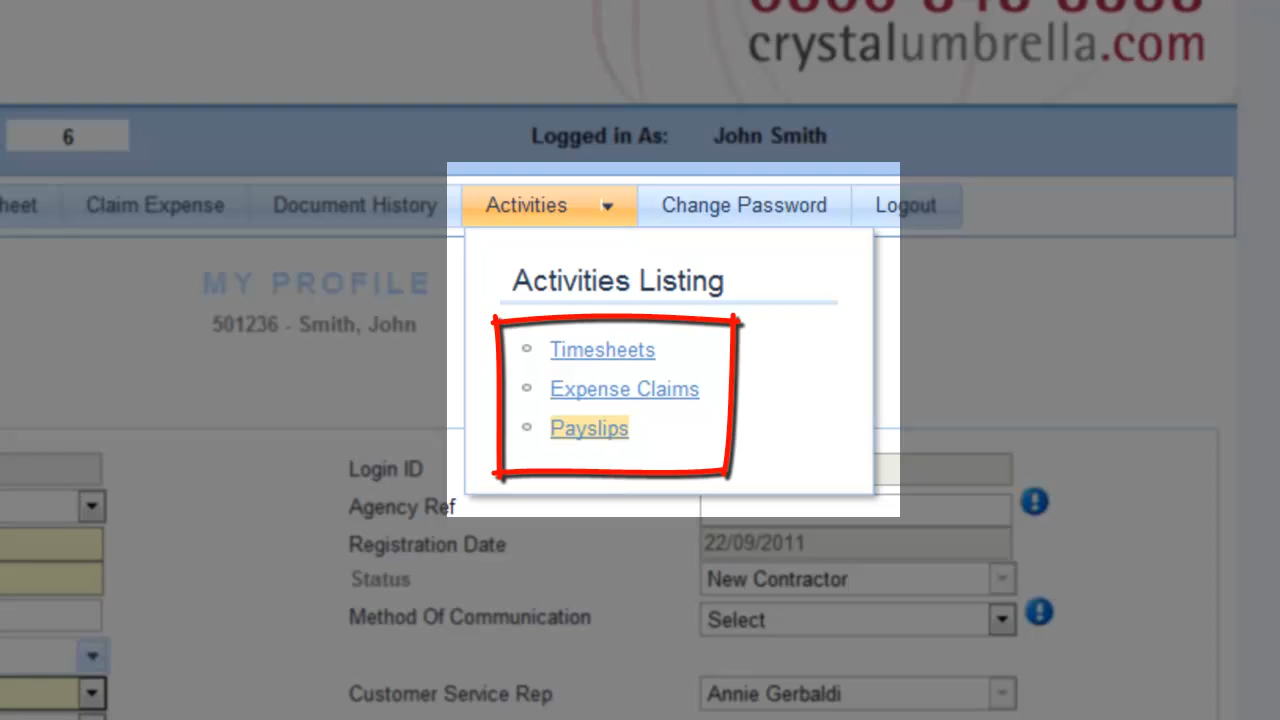 crystalumbrella.com
6
Logged in As: John Smith
heet Claim Expense Document History Activities Change Password Logout
MY PROFILE
501236 - Smith, John
Activities Listing
Timesheets
Expense Claims
Payslips
Login ID
Agency Ref
Registration Date 22/09/2011
Status New Contractor
Method Of Communication Select
Customer Service Rep Annie Gerbaldi